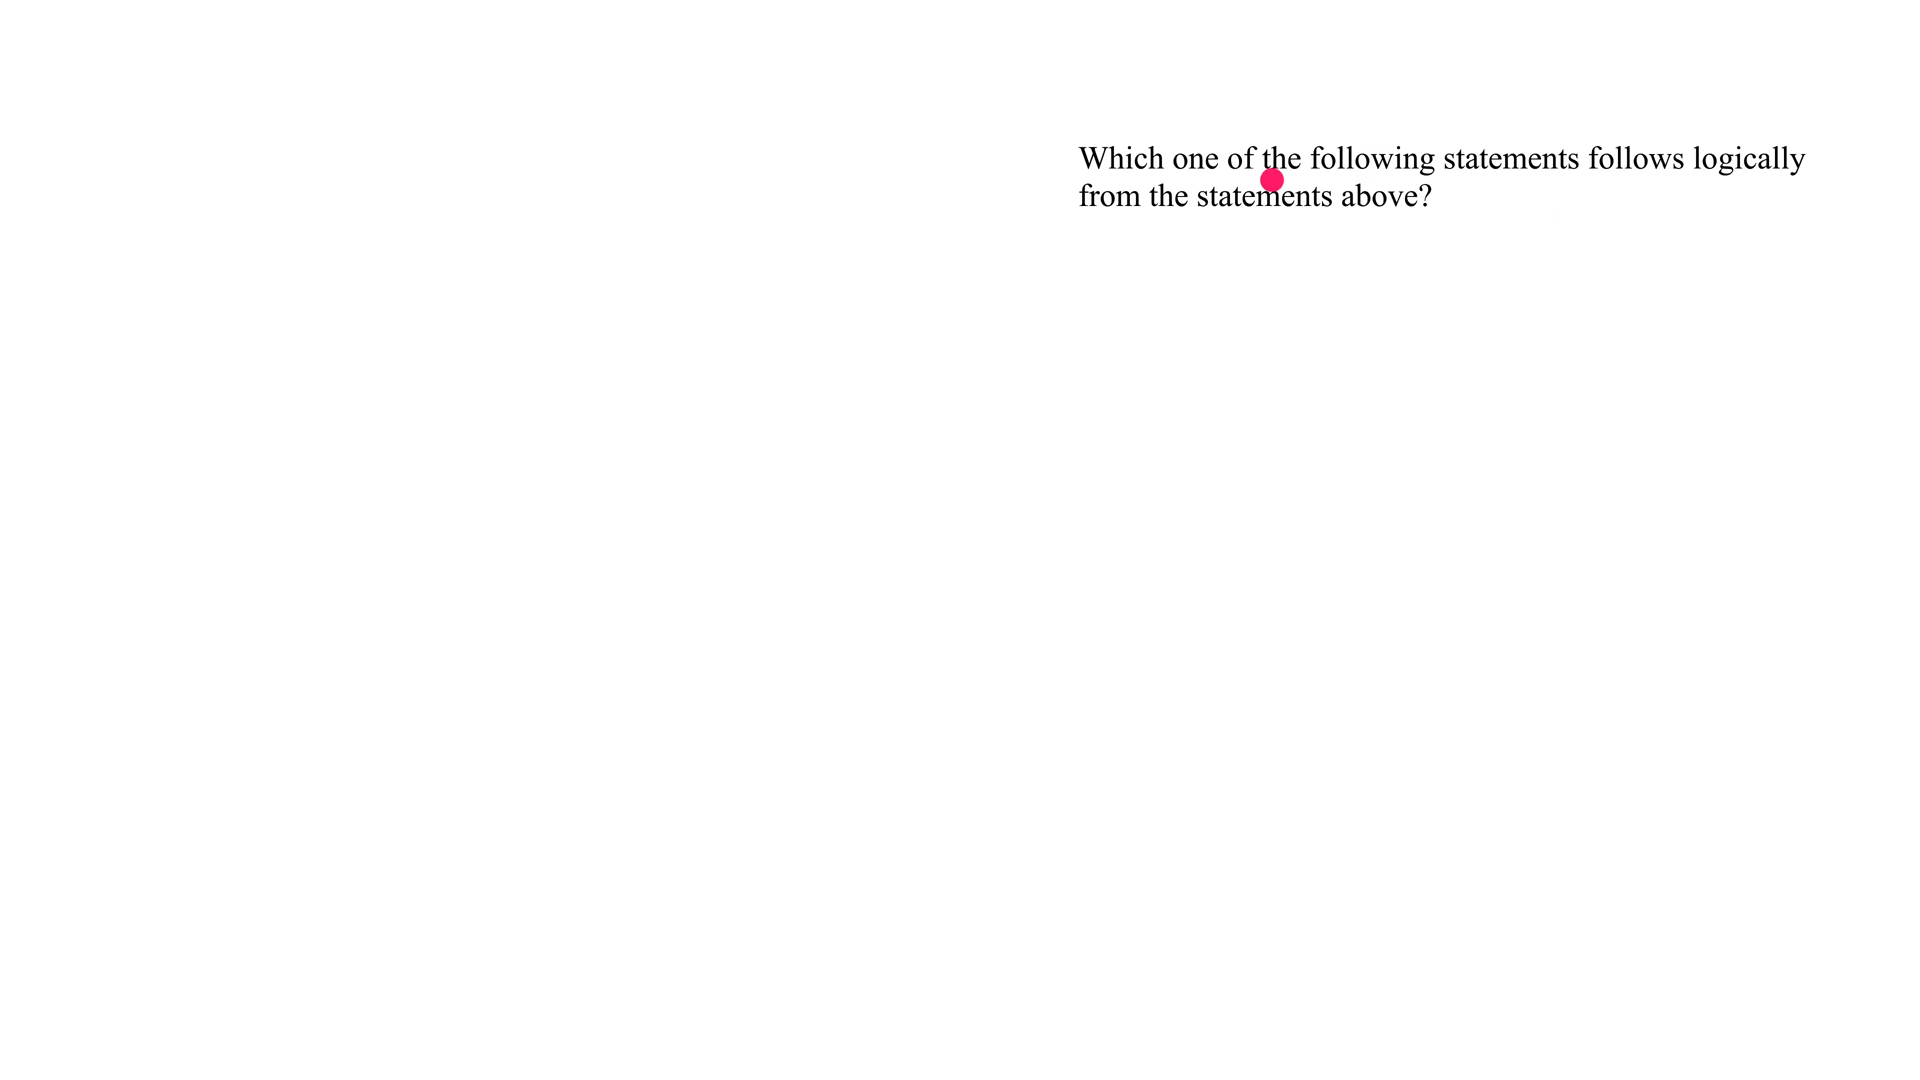 Which one of the following statements follows logically
from the statements above?